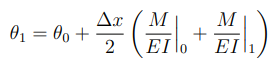 θ₁ = θ₀ + Δx/2 ( M/EI |₀ + M/EI |₁ )